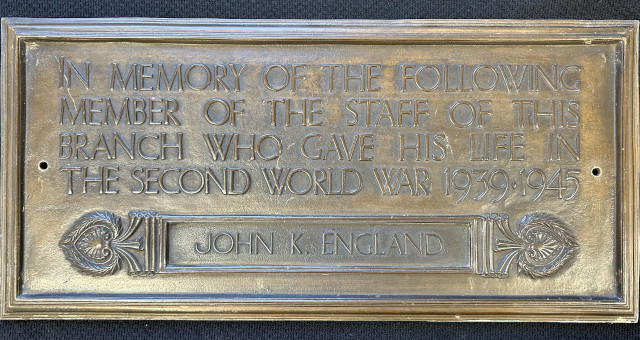 IN MEMORY OF THE FOLLOWING
MEMBER OF THE STAFF OF THIS
BRANCH WHO GAVE HIS LIFE IN
THE SECOND WORLD WAR 1939·1945
JOHN K. ENGLAND